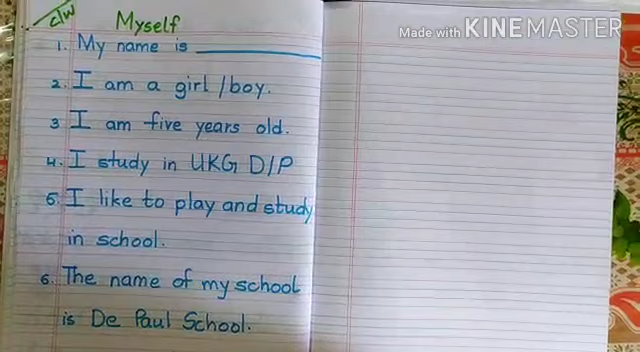 C/W
Myself
Made with KINEMASTER
1. My name is
2. I am a girl /boy.
3 I am five years old.
4. I study in UKG D/P
5. I like to play and study
in school.
6. The name of my school
is De Paul School.